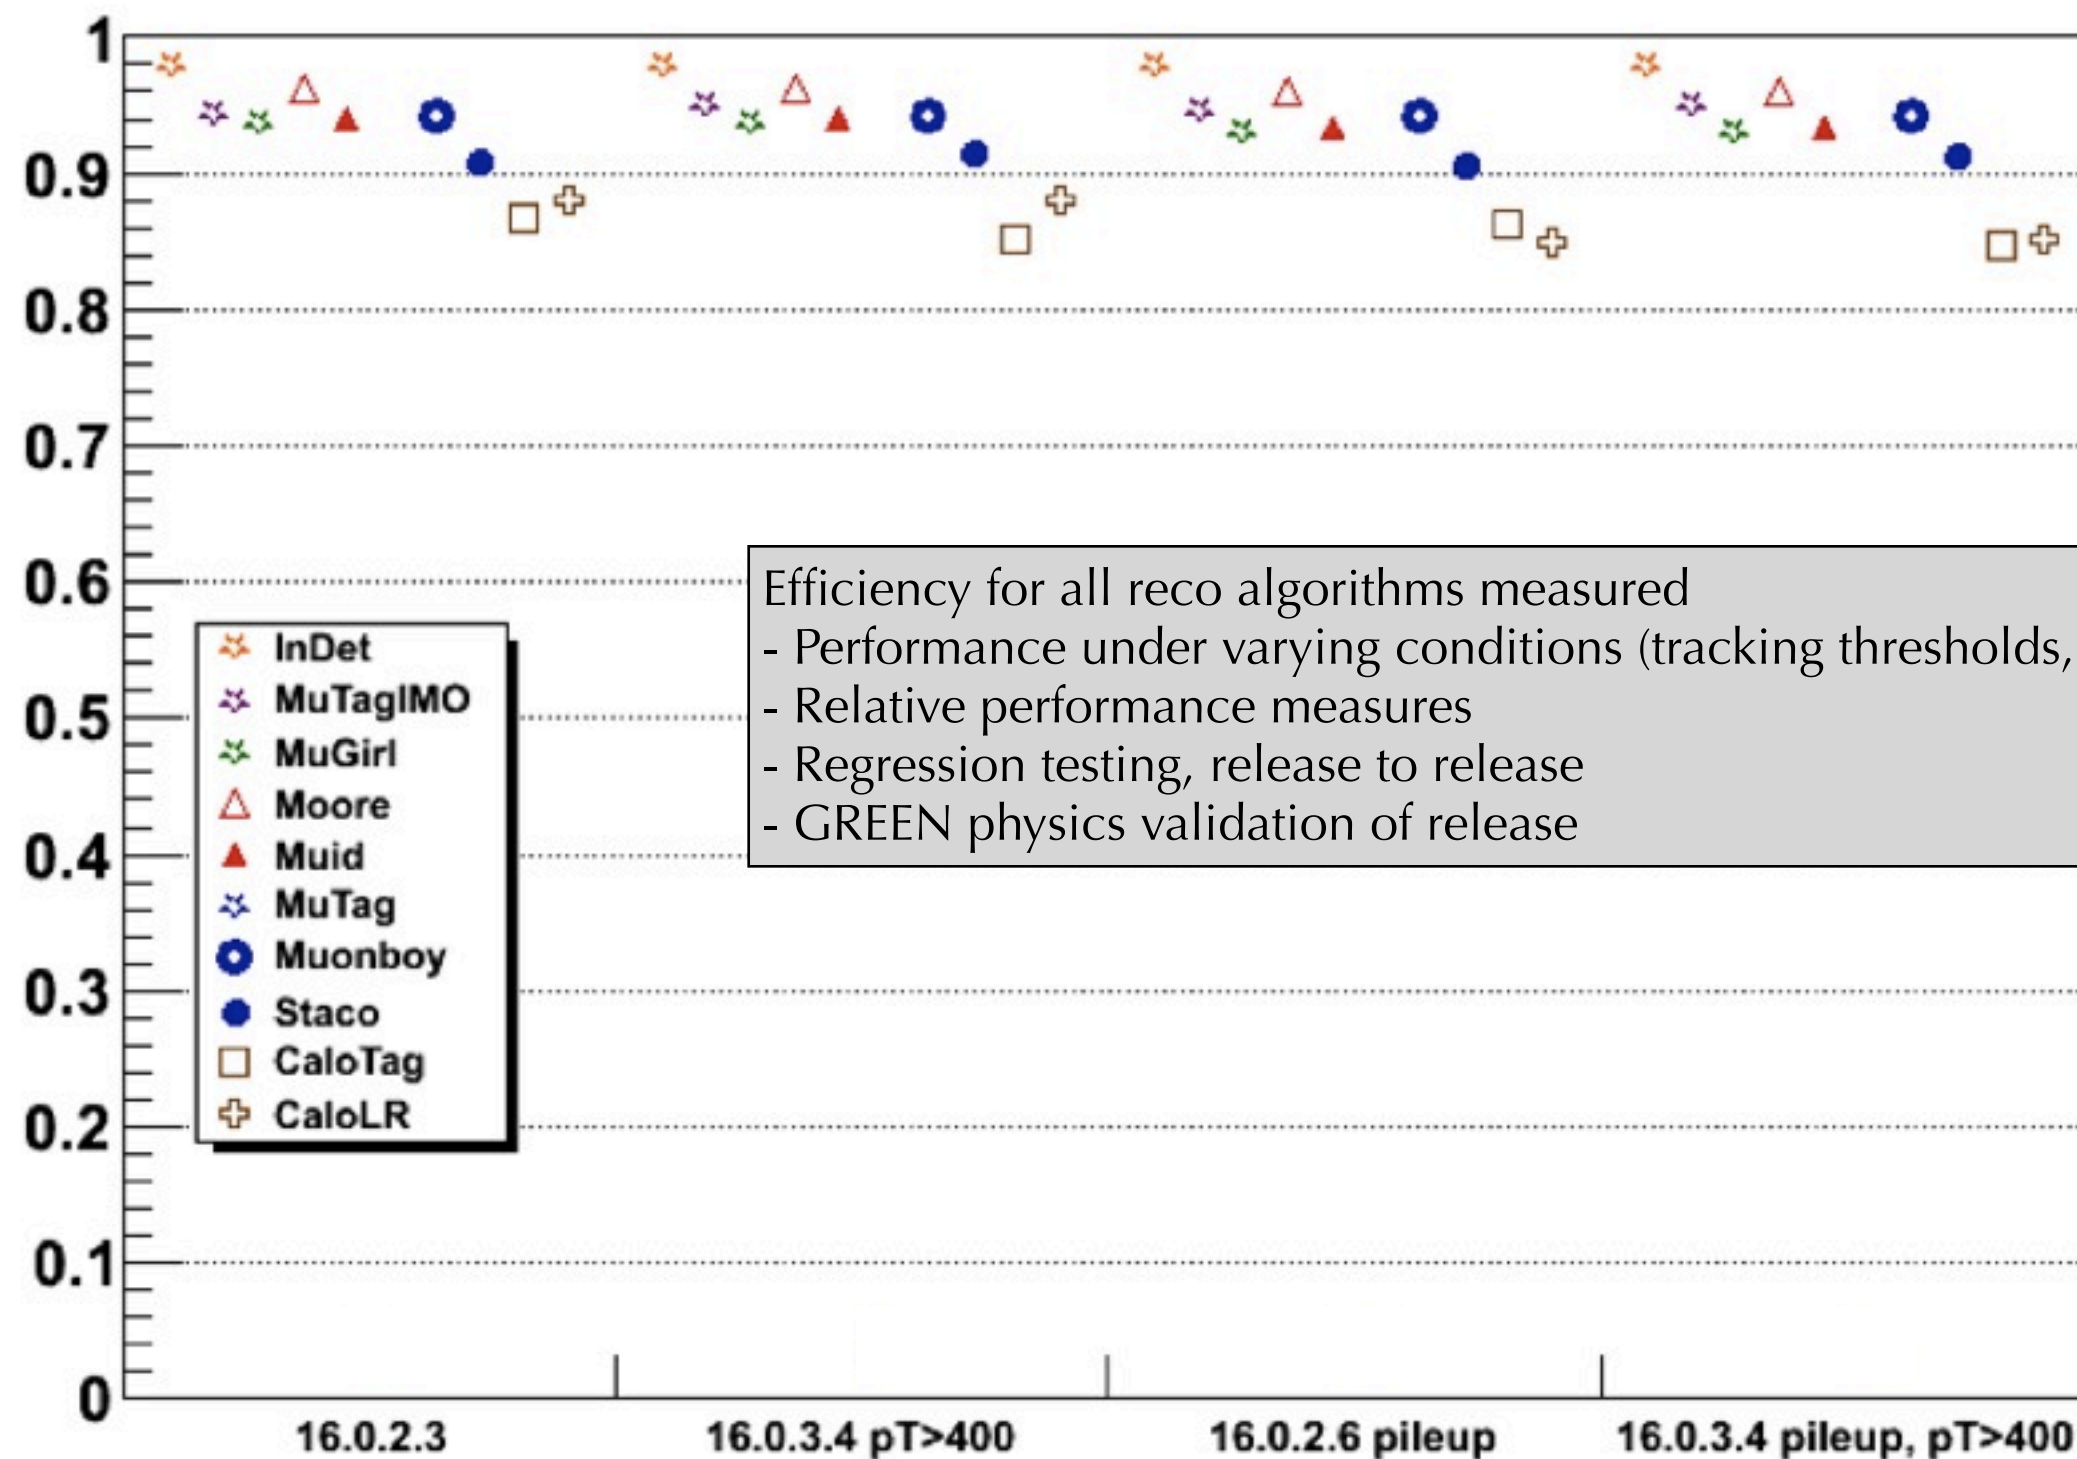 1
0.9
0.8
0.7
0.6
0.5
0.4
0.3
0.2
0.1
0
Efficiency for all reco algorithms measured
- Performance under varying conditions (tracking thresholds,
- Relative performance measures
- Regression testing, release to release
- GREEN physics validation of release
InDet
MuTagIMO
MuGirl
Moore
Muid
MuTag
Muonboy
Staco
CaloTag
CaloLR
16.0.2.3
16.0.3.4 pT>400
16.0.2.6 pileup
16.0.3.4 pileup, pT>400